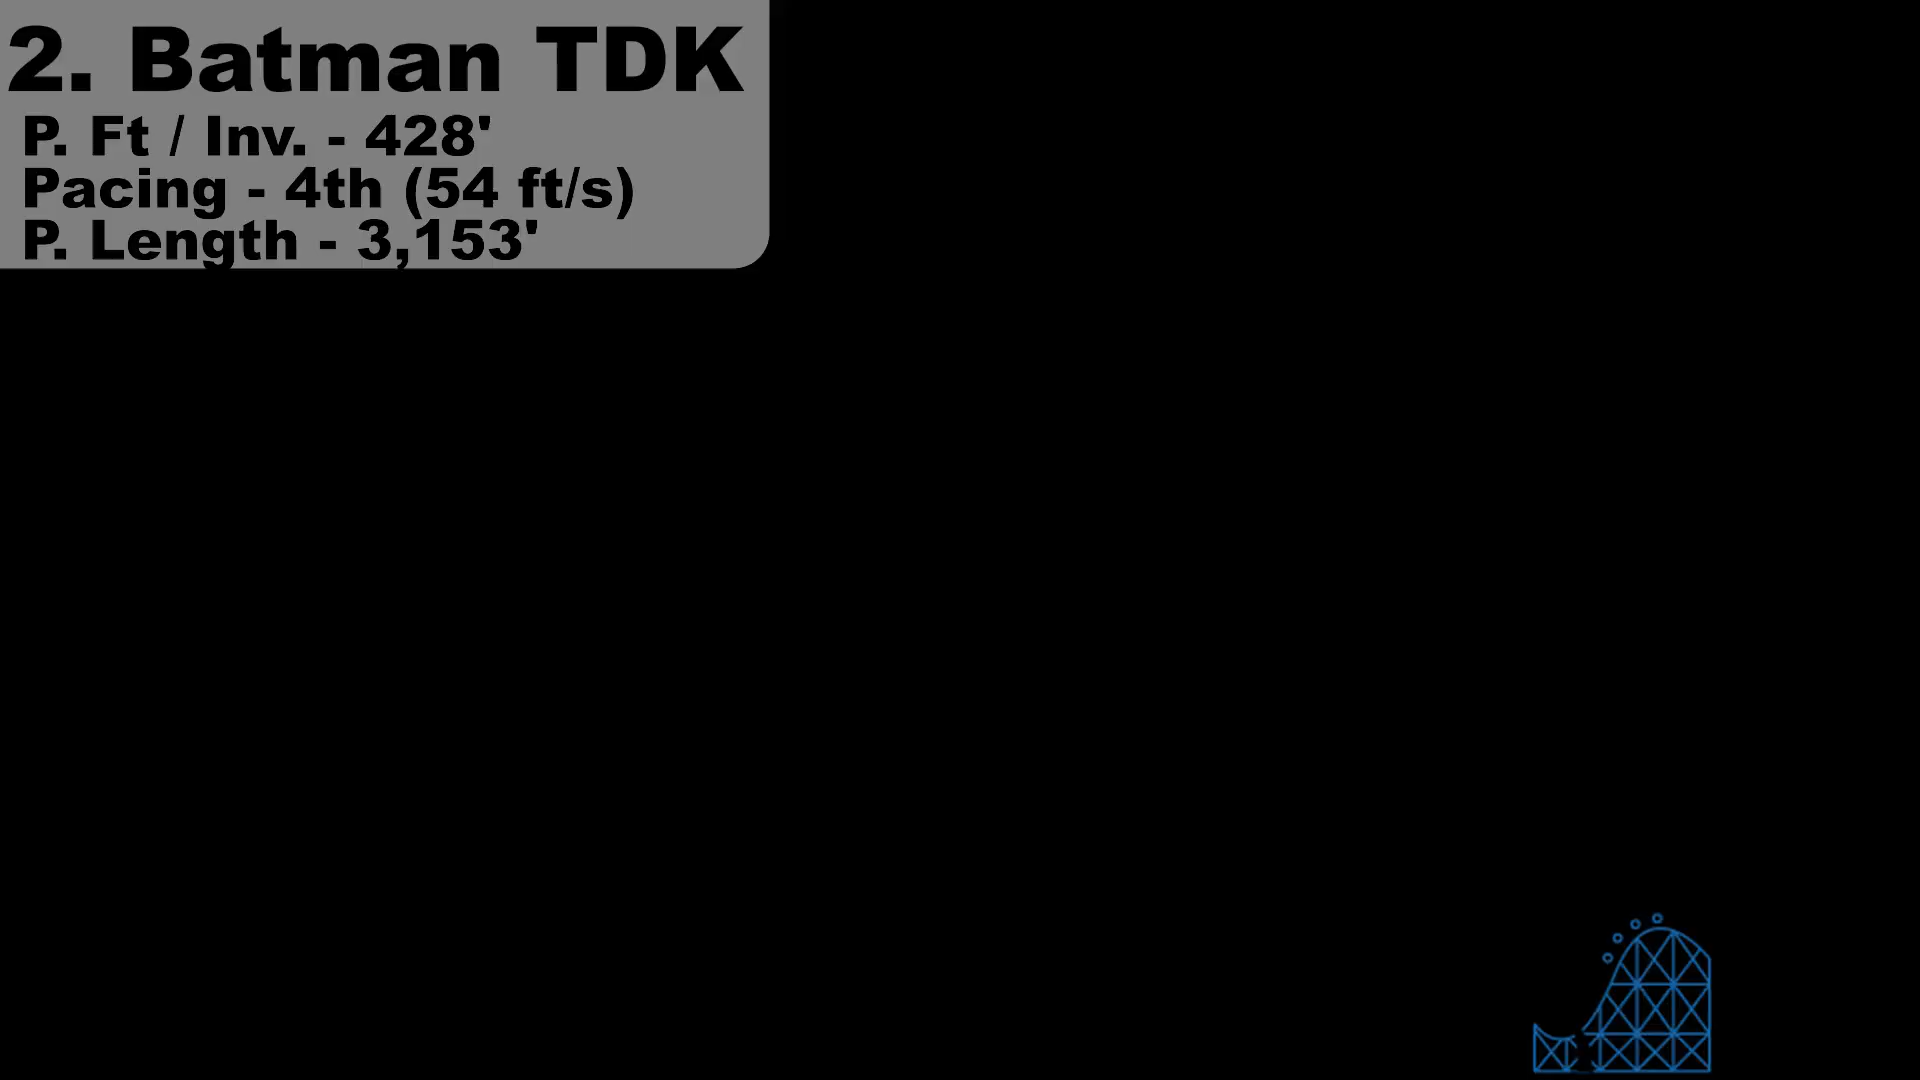 2. Batman TDK
P. Ft / Inv. - 428'
Pacing - 4th (54 ft/s)
P. Length - 3,153'